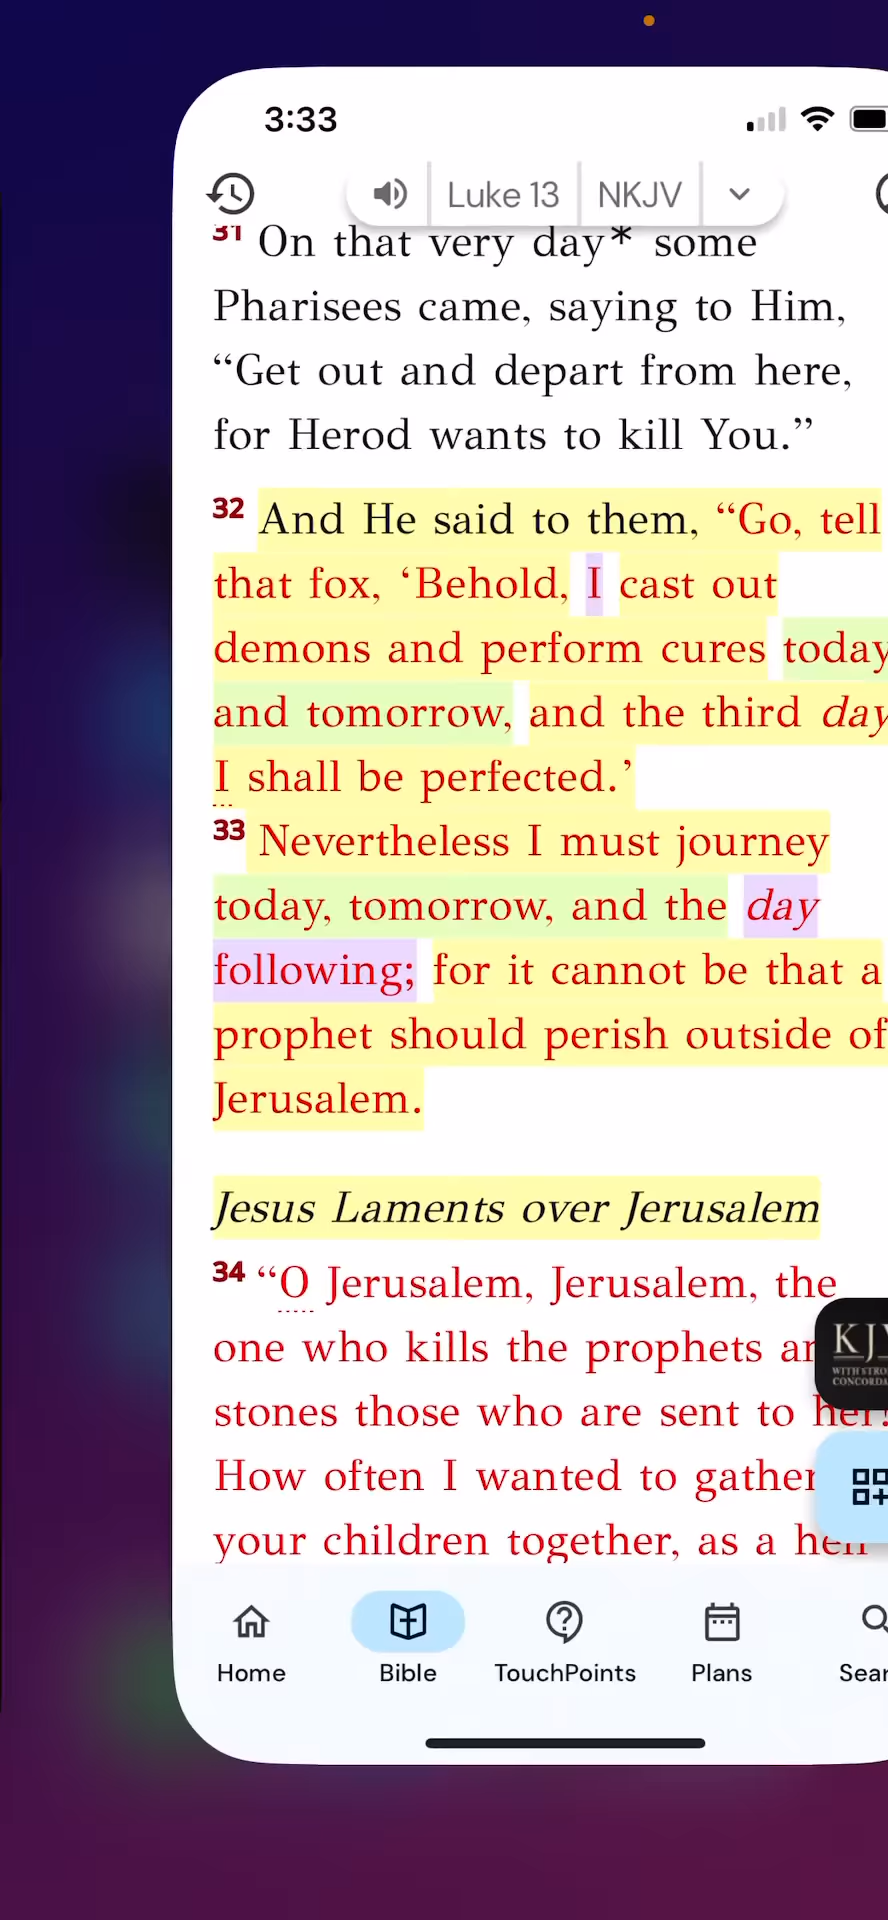 3:33
Luke 13 NKJV
31 On that very day* some
Pharisees came, saying to Him,
“Get out and depart from here,
for Herod wants to kill You.”
32 And He said to them, “Go, tell
that fox, ‘Behold, I cast out
demons and perform cures today
and tomorrow, and the third day
I shall be perfected.’
33 Nevertheless I must journey
today, tomorrow, and the day
following; for it cannot be that a
prophet should perish outside of
Jerusalem.
Jesus Laments over Jerusalem
34 “O Jerusalem, Jerusalem, the
one who kills the prophets
stones those who are sent to her!
How often I wanted to gather
your children together, as a hen
KJV
WITH
Home Bible TouchPoints Plans